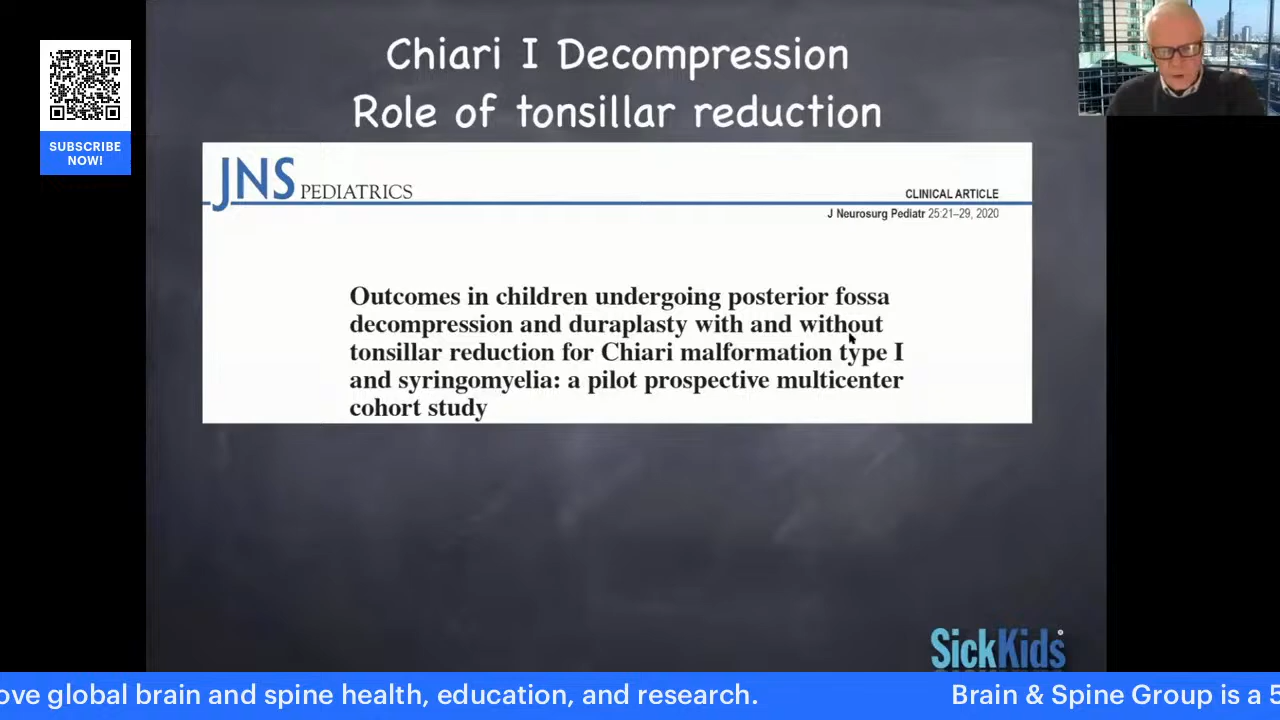 Chiari I Decompression
Role of tonsillar reduction
SUBSCRIBE
NOW!
JNS PEDIATRICS
CLINICAL ARTICLE
J Neurosurg Pediatr 25:21–29, 2020
Outcomes in children undergoing posterior fossa
decompression and duraplasty with and without
tonsillar reduction for Chiari malformation type I
and syringomyelia: a pilot prospective multicenter
cohort study
SickKids®
ove global brain and spine health, education, and research. Brain & Spine Group is a 5